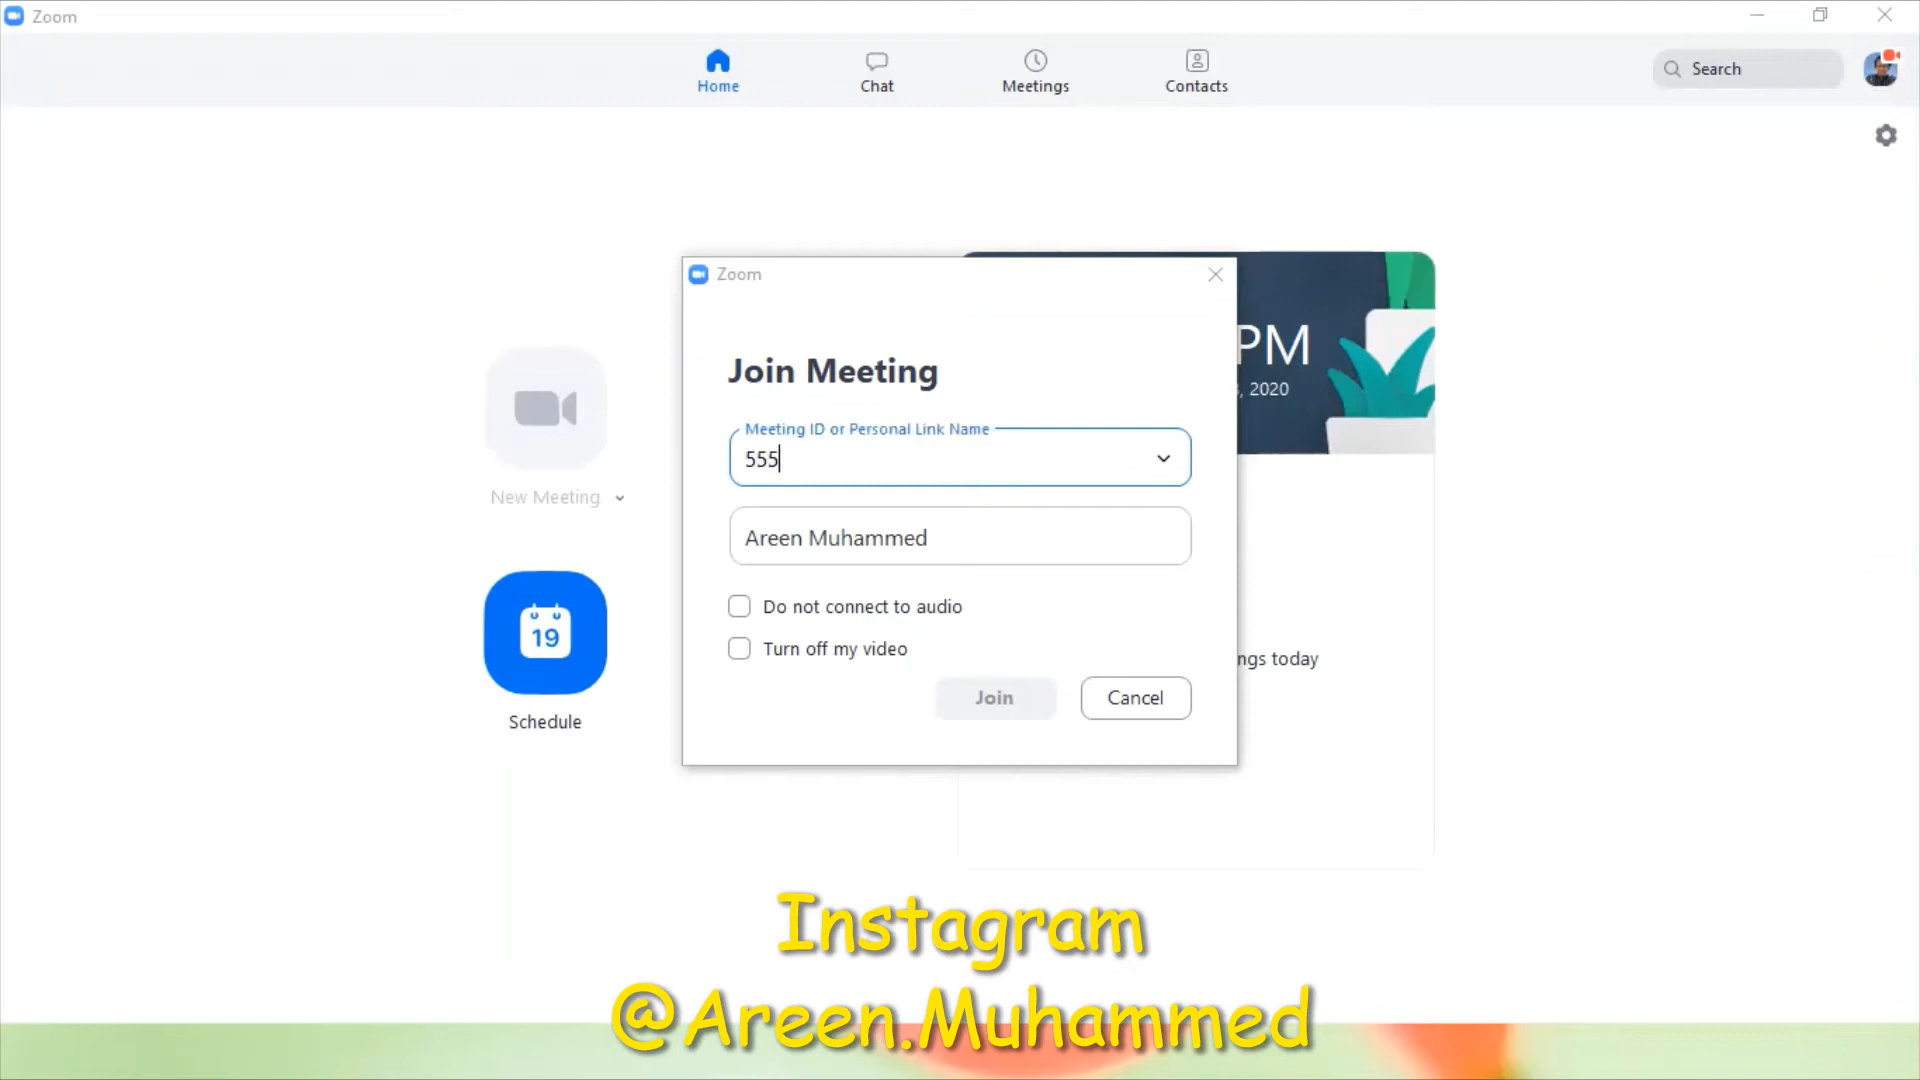 Zoom
Home
Chat
Meetings
Contacts
Search
Zoom
PM
, 2020
Join Meeting
Meeting ID or Personal Link Name
555
New Meeting
Areen Muhammed
Do not connect to audio
Turn off my video
ngs today
Join
Cancel
19
Schedule
Instagram
@Areen.Muhammed